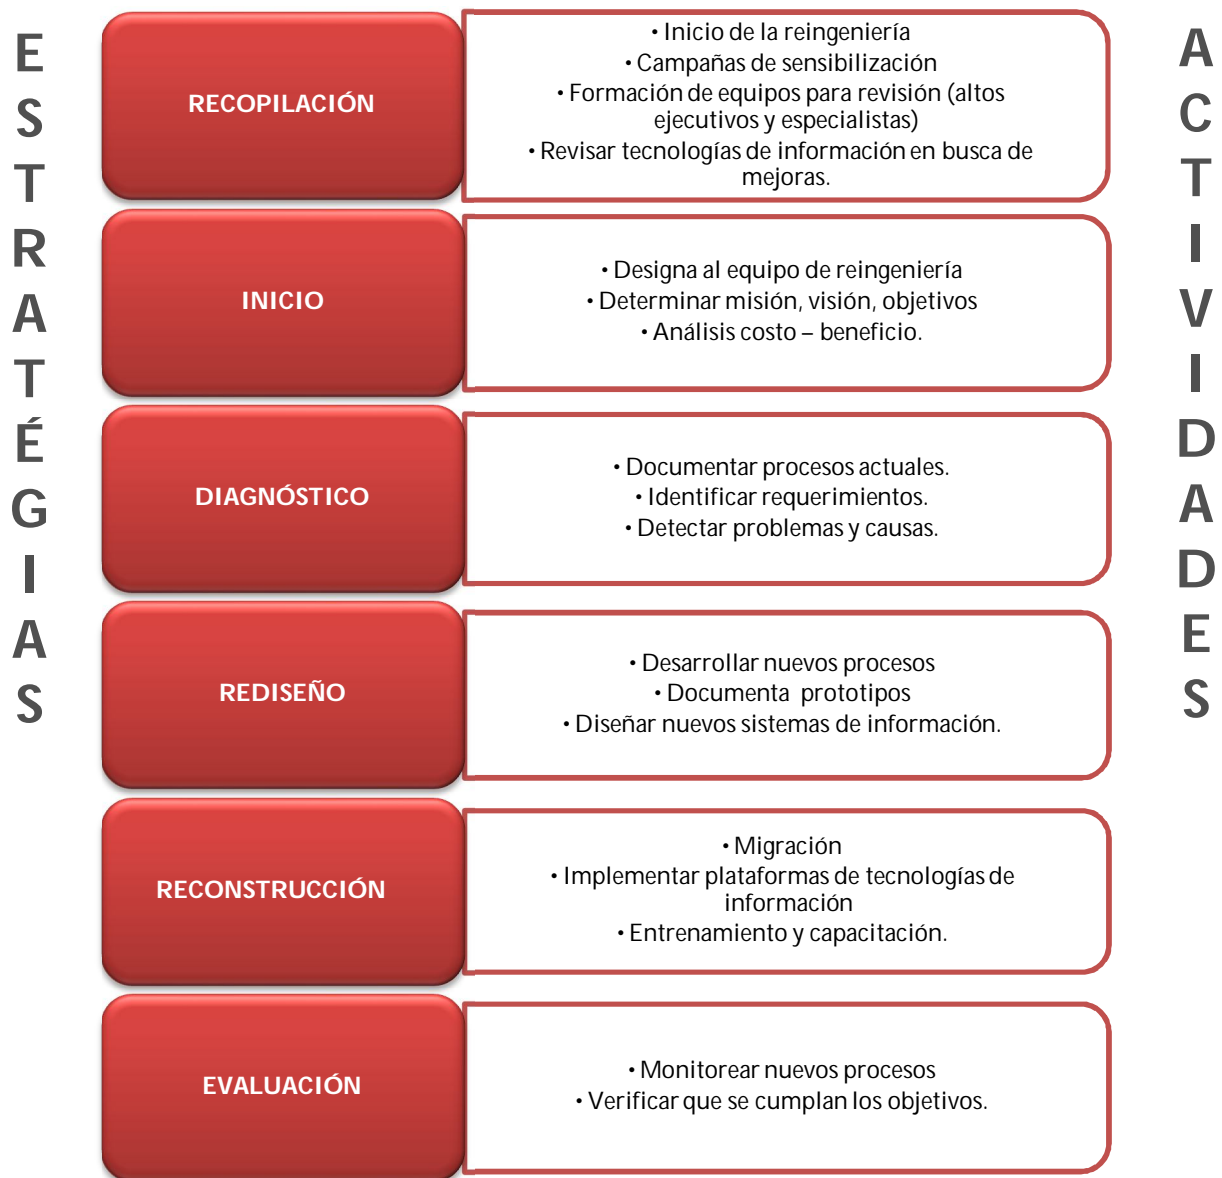 ESTRATÉGIAS
ACTIVIDADES
RECOPILACIÓN
• Inicio de la reingeniería
• Campañas de sensibilización
• Formación de equipos para revisión (altos
ejecutivos y especialistas)
• Revisar tecnologías de información en busca de
mejoras.
INICIO
• Designa al equipo de reingeniería
• Determinar misión, visión, objetivos
• Análisis costo – beneficio.
DIAGNÓSTICO
• Documentar procesos actuales.
• Identificar requerimientos.
• Detectar problemas y causas.
REDISEÑO
• Desarrollar nuevos procesos
• Documenta prototipos
• Diseñar nuevos sistemas de información.
RECONSTRUCCIÓN
• Migración
• Implementar plataformas de tecnologías de
información
• Entrenamiento y capacitación.
EVALUACIÓN
• Monitorear nuevos procesos
• Verificar que se cumplan los objetivos.